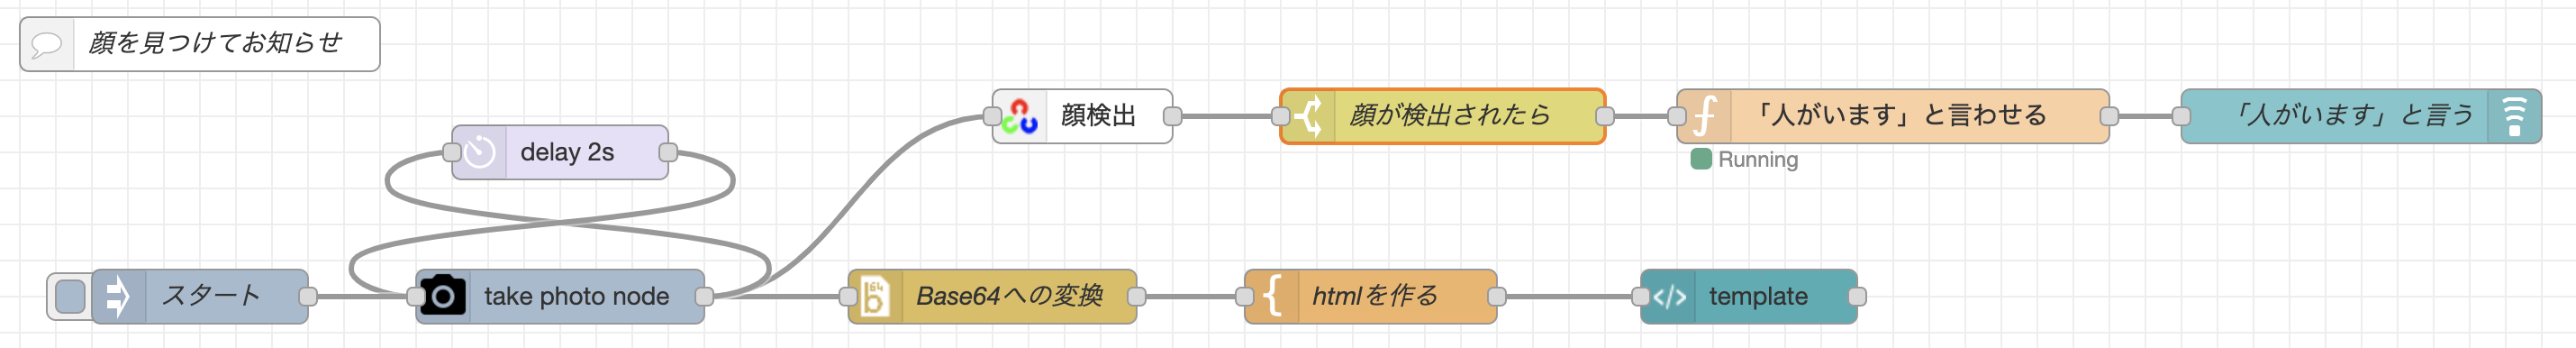 顔を見つけてお知らせ
顔検出
顔が検出されたら
「人がいます」と言わせる
「人がいます」と言う
delay 2s
Running
スタート
take photo node
64
b
Base64への変換
htmlを作る
template